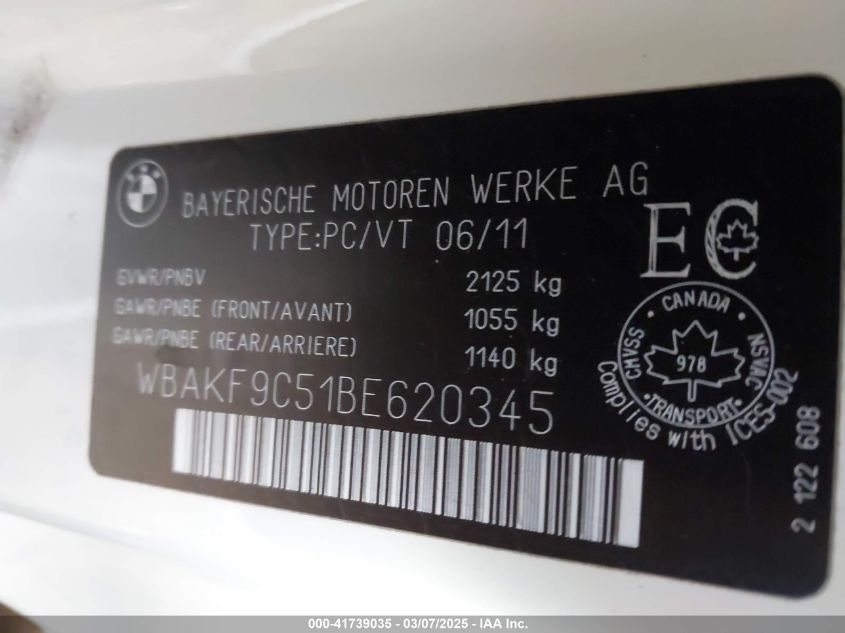 BMW
BAYERISCHE MOTOREN WERKE AG
TYPE:PC/VT 06/11
GVWR/PNBV 2125 kg
GAWR/PNBE (FRONT/AVANT) 1055 kg
GAWR/PNBE (REAR/ARRIERE) 1140 kg
WBAKF9C51BE620345
EC
CANADA
CMVSS NSVAC
978
TRANSPORT
Complies with ICES-002
2 122 608
000-41739035 - 03/07/2025 - IAA Inc.